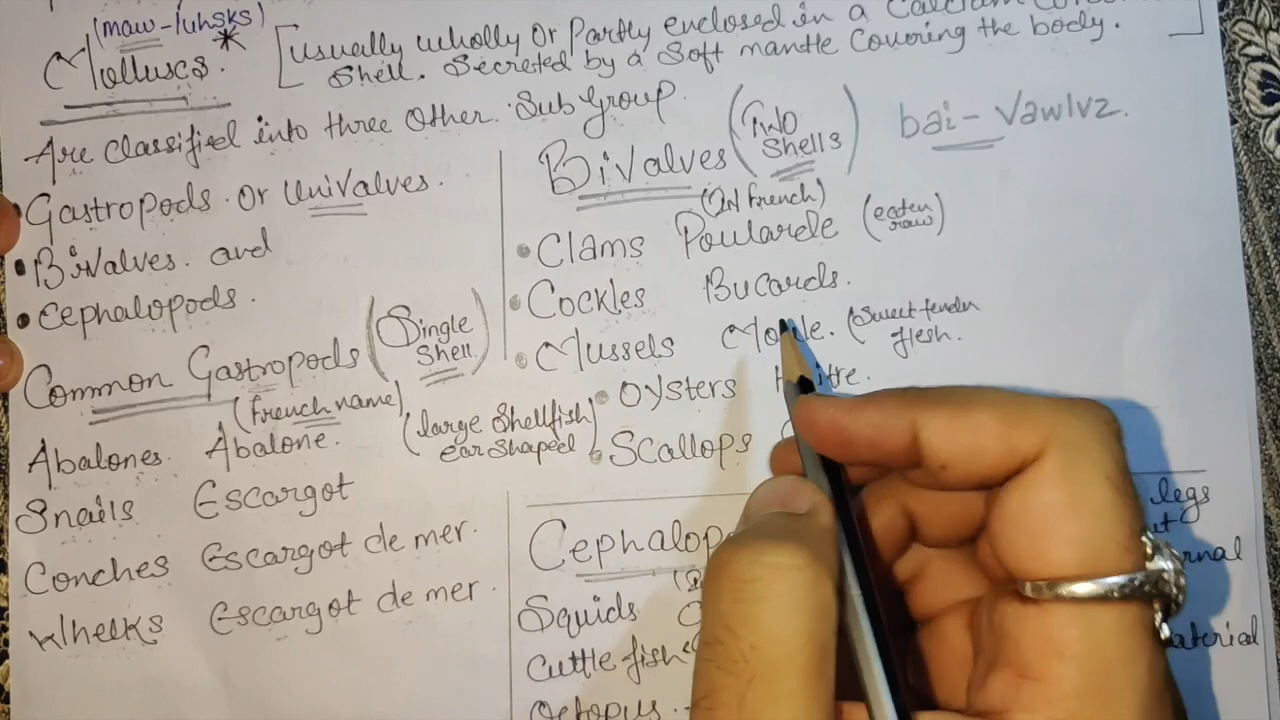 (maw-luhsks)
Molluscs.* [usually wholly or Partly enclosed in a Calcium
Shell. Secreted by a Soft mantle Covering the body.]
Are classified into three Other Sub Group
• Gastropods. or Univalves.
• Bivalves. and
• Cephalopods.
Common Gastropods (Single Shell)
(french name)
Abalones. Abalone. (large Shellfish ear Shaped)
Snails Escargot
Conches Escargot de mer.
Whelks Escargot de mer.
Bivalves (Two Shells) bai-vawlvz.
(In french)
• Clams Poularde (eaten raw)
• Cockles Bucards.
• Mussels (Sweet tender flesh.
• Oysters
• Scallops
legs
Squids
Cuttle fish
Octopus.